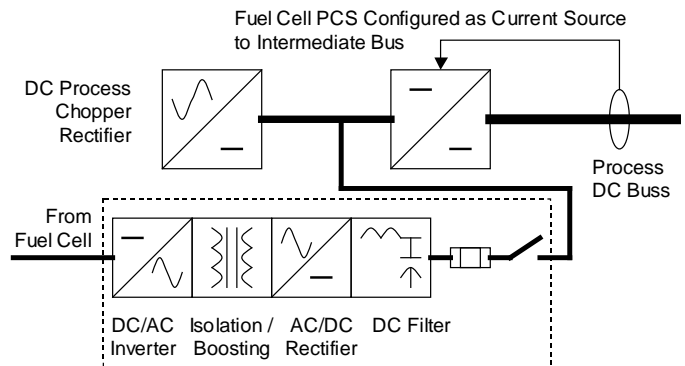 Fuel Cell PCS Configured as Current Source
to Intermediate Bus
DC Process
Chopper
Rectifier
Process
DC Buss
From
Fuel Cell
DC/AC
Inverter
Isolation /
Boosting
AC/DC
Rectifier
DC Filter